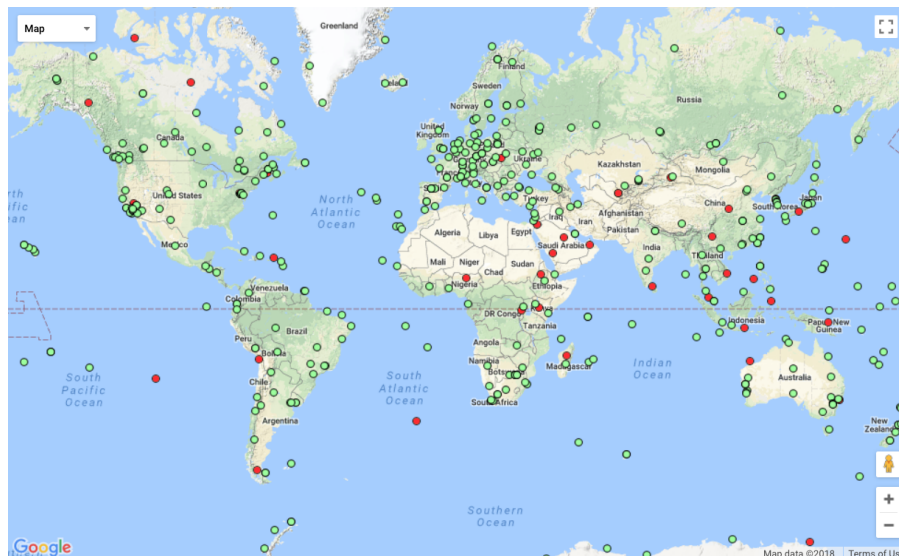 Map
Greenland
Iceland
Finland
Sweden
Norway
Russia
Canada
United
Kingdom
Ukraine
France
Kazakhstan
Mongolia
United States
North
Atlantic
Ocean
Turkey
Iraq
Iran
Afghanistan
Pakistan
China
South Korea
Japan
Algeria
Libya
Egypt
Saudi Arabia
India
Mexico
Mali
Niger
Chad
Sudan
Thailand
Nigeria
Ethiopia
Venezuela
Colombia
DR Congo
Kenya
Tanzania
Indonesia
Papua New
Guinea
Peru
Brazil
Bolivia
Angola
Namibia
Botswana
Madagascar
Indian
Ocean
South
Pacific
Ocean
Chile
South
Atlantic
Ocean
Australia
Argentina
South Africa
New
Zealand
Southern
Ocean
Google
Map data ©2018
Terms of Us